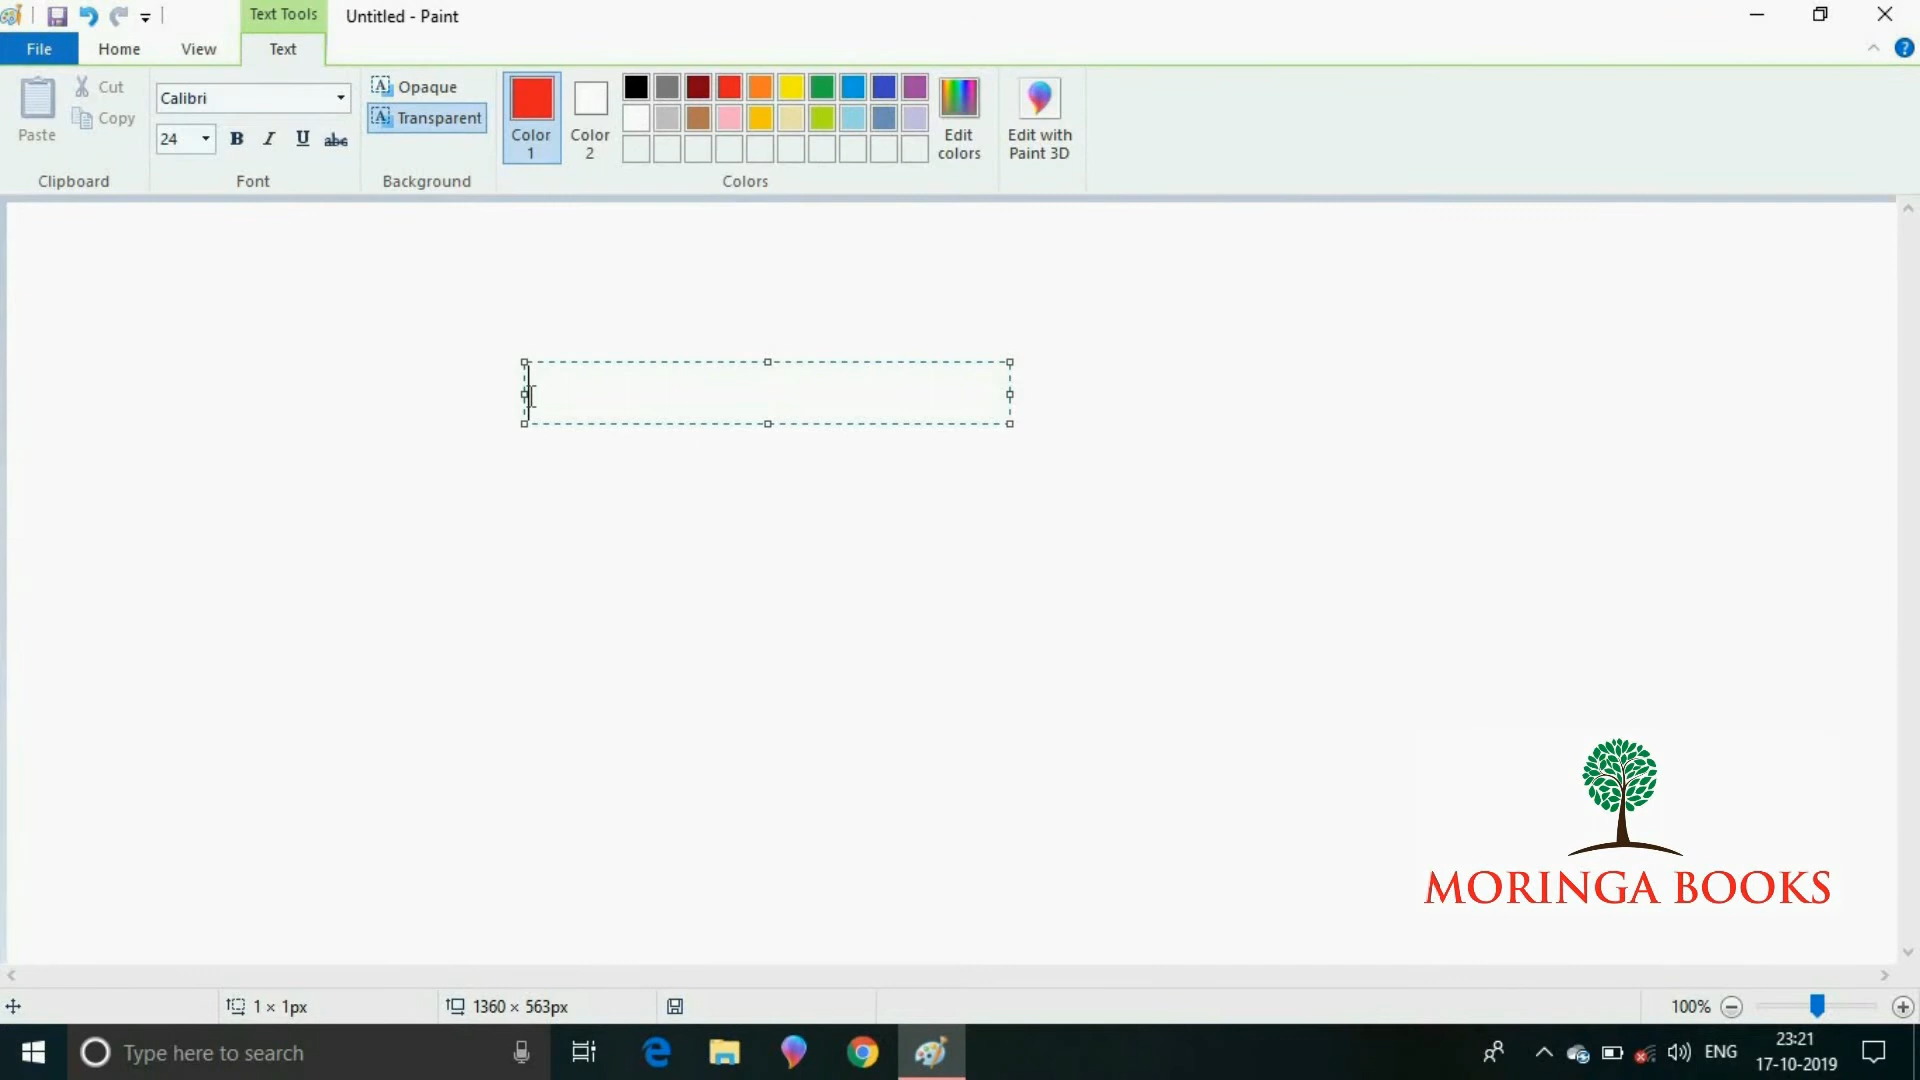 Text Tools
Untitled - Paint
File
Home
View
Text
Paste
Cut
Copy
Clipboard
Calibri
24
B I U abc
Font
Opaque
Transparent
Background
Color 1
Color 2
Colors
Edit colors
Edit with Paint 3D
MORINGA BOOKS
1 × 1px
1360 × 563px
100%
Type here to search
ENG
23:21
17-10-2019